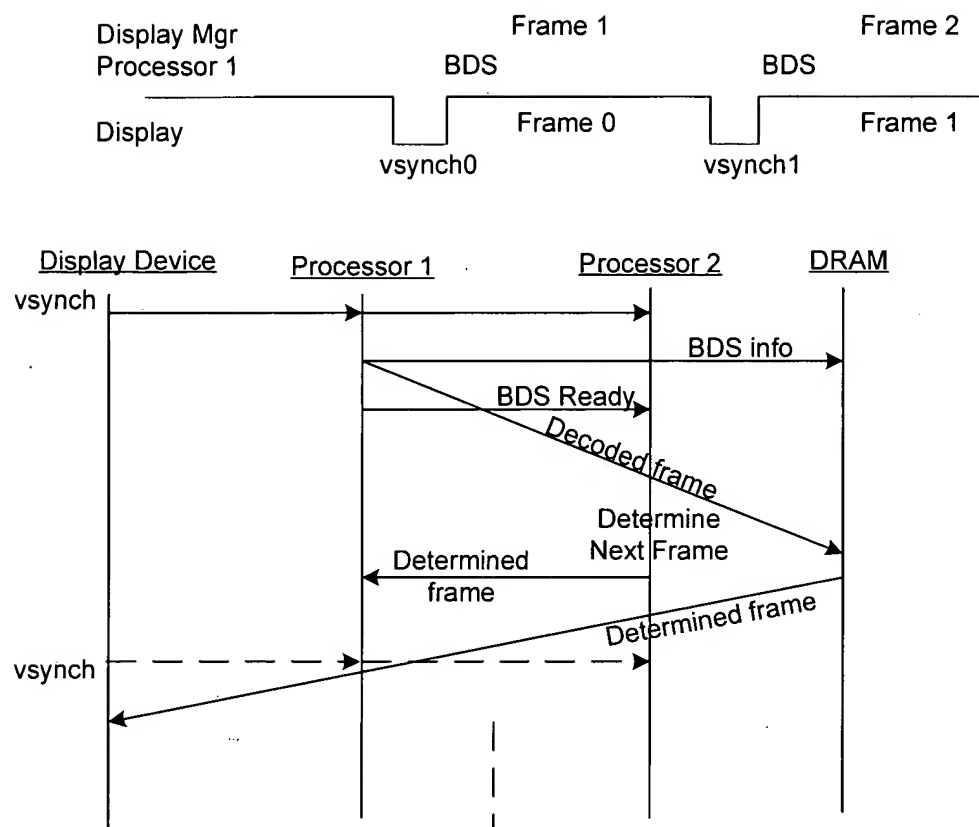 Display Mgr
Frame 1
Frame 2
Processor 1
BDS
BDS
Display
Frame 0
Frame 1
vsynch0
vsynch1
Display Device
Processor 1
Processor 2
DRAM
vsynch
BDS info
BDS Ready
Decoded frame
Determine
Next Frame
Determined
frame
Determined frame
vsynch